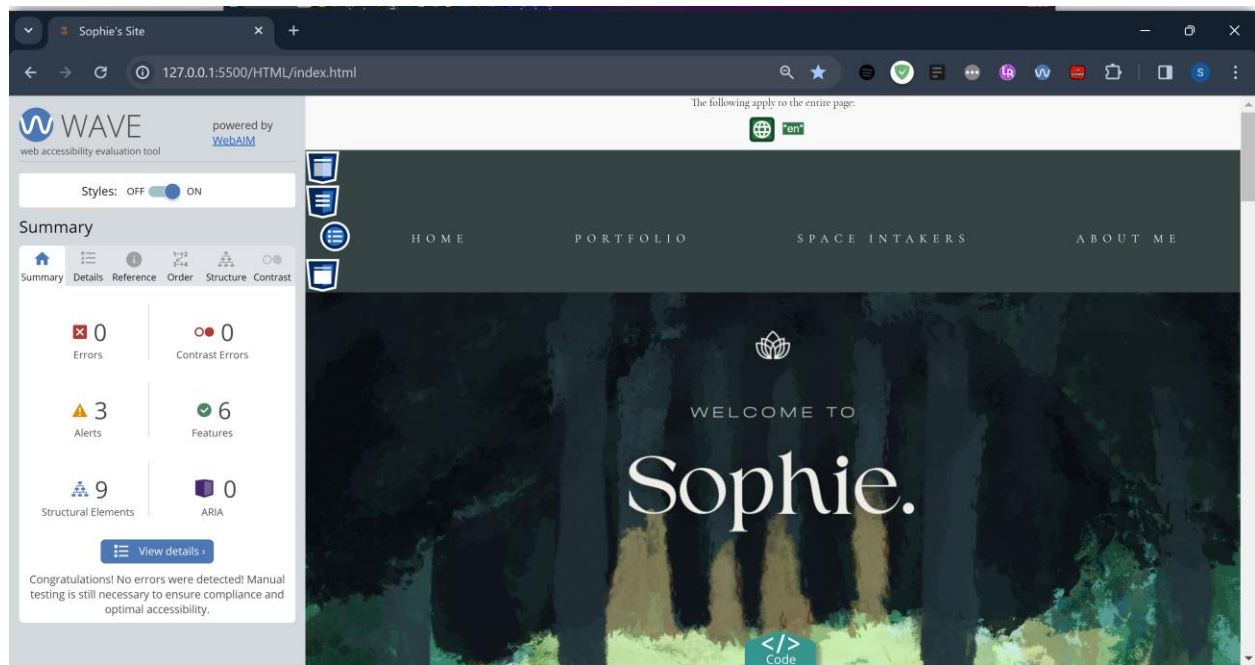 Sophie's Site
127.0.0.1:5500/HTML/index.html
LR
S
WAVE
web accessibility evaluation tool
powered by
WebAIM
Styles: OFF ON
Summary
Summary Details Reference Order Structure Contrast
0
Errors
0
Contrast Errors
3
Alerts
6
Features
9
Structural Elements
0
ARIA
View details ›
Congratulations! No errors were detected! Manual
testing is still necessary to ensure compliance and
optimal accessibility.
The following apply to the entire page:
"en"
HOME PORTFOLIO SPACE INTAKERS ABOUT ME
WELCOME TO
Sophie.
</>
Code